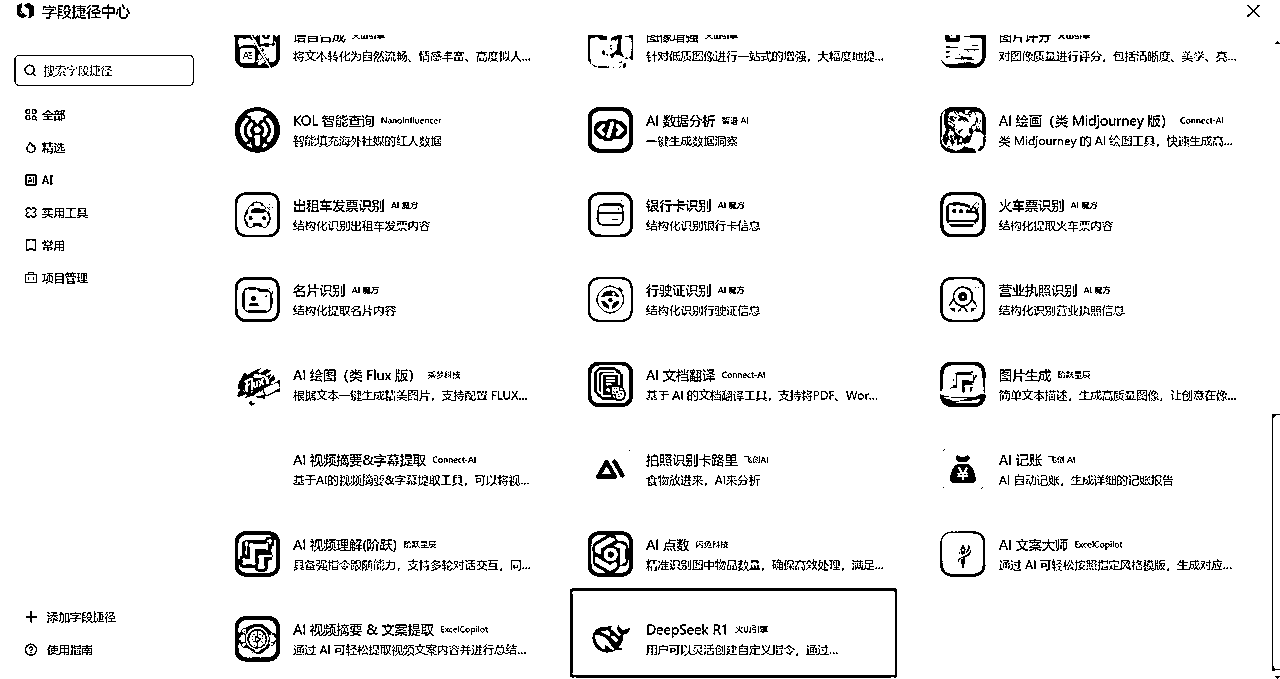 字段捷径中心
搜索字段捷径
全部
精选
AI
实用工具
常用
项目管理
添加字段捷径
使用指南
语音合成 火山引擎
将文本转化为自然流畅、情感丰富、高度拟人...
图像增强 火山引擎
针对低质图像进行一站式的增强，大幅度地提...
图片评分 火山引擎
对图像质量进行评分，包括清晰度、美学、亮...
KOL 智能查询 NanoInfluencer
智能填充海外社媒的红人数据
AI 数据分析 智谱 AI
一键生成数据洞察
AI 绘画（类 Midjourney 版） Connect-AI
类 Midjourney 的 AI 绘图工具，快速生成高...
出租车发票识别 AI 魔方
结构化识别出租车发票内容
银行卡识别 AI 魔方
结构化识别银行卡信息
火车票识别 AI 魔方
结构化提取火车票内容
名片识别 AI 魔方
结构化提取名片内容
行驶证识别 AI 魔方
结构化识别行驶证信息
营业执照识别 AI 魔方
结构化识别营业执照信息
AI 绘图（类 Flux 版）
根据文本一键生成精美图片，支持配置 FLUX...
AI 文档翻译 Connect-AI
基于 AI 的文档翻译工具，支持将PDF、Wor...
图片生成 阶跃星辰
简单文本描述，生成高质量图像，让创意在像...
AI 视频摘要&字幕提取 Connect-AI
基于AI的视频摘要&字幕提取工具，可以将视...
拍照识别卡路里 飞创AI
食物放进来，AI来分析
AI 记账 飞创 AI
AI 自动记账，生成详细的记账报告
AI 视频理解(阶跃) 阶跃星辰
具备强指令跟随能力，支持多轮对话交互，同...
AI 点数 闪兔科技
精准识别图中物品数量，确保高效处理，满足...
AI 文案大师 ExcelCopilot
通过 AI 可轻松按照指定风格模版，生成对应...
AI 视频摘要 & 文案提取 ExcelCopilot
通过 AI 可轻松提取视频文案内容并进行总结...
DeepSeek R1 火山引擎
用户可以灵活创建自定义指令，通过...